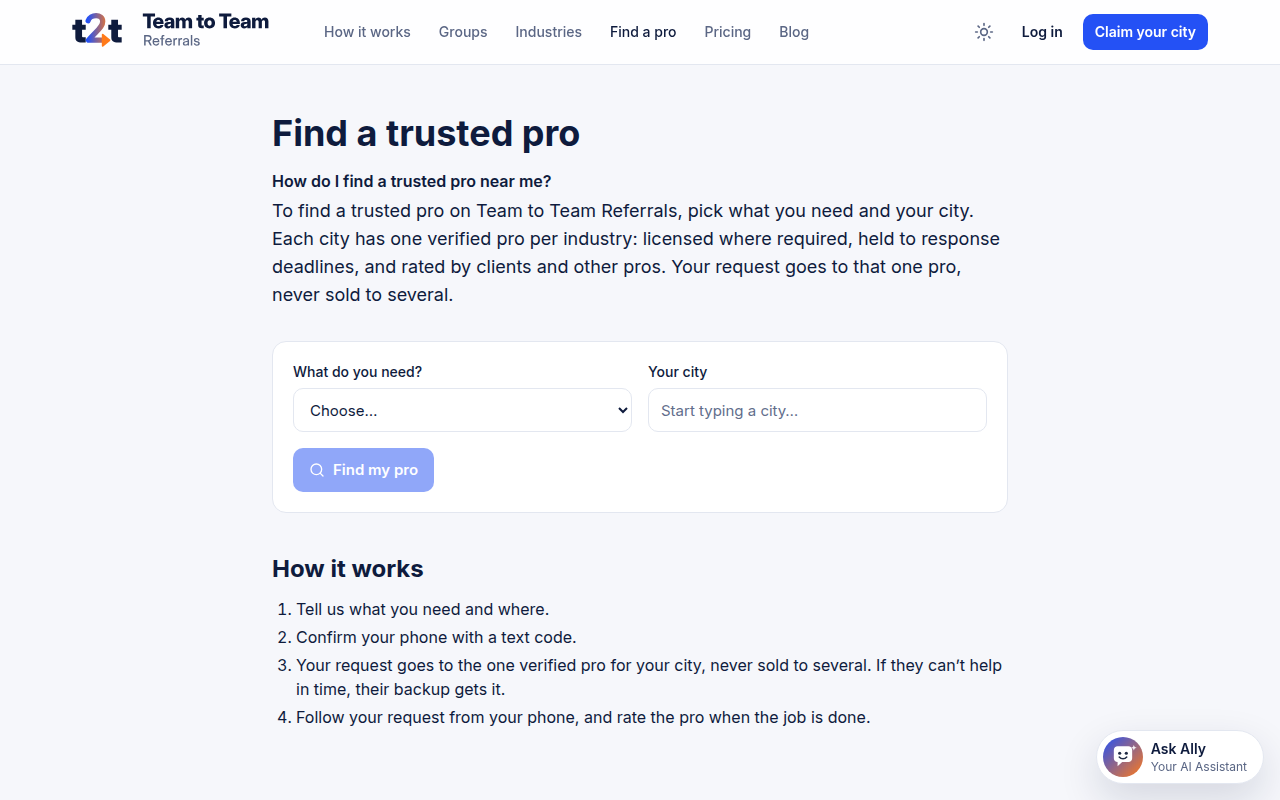 t2t
Team to Team
Referrals
How it works
Groups
Industries
Find a pro
Pricing
Blog
Log in
Claim your city
Find a trusted pro
How do I find a trusted pro near me?
To find a trusted pro on Team to Team Referrals, pick what you need and your city.
Each city has one verified pro per industry: licensed where required, held to response
deadlines, and rated by clients and other pros. Your request goes to that one pro,
never sold to several.
What do you need?
Your city
Choose...
Start typing a city...
Find my pro
How it works
1. Tell us what you need and where.
2. Confirm your phone with a text code.
3. Your request goes to the one verified pro for your city, never sold to several. If they can't help
in time, their backup gets it.
4. Follow your request from your phone, and rate the pro when the job is done.
Ask Ally
Your AI Assistant